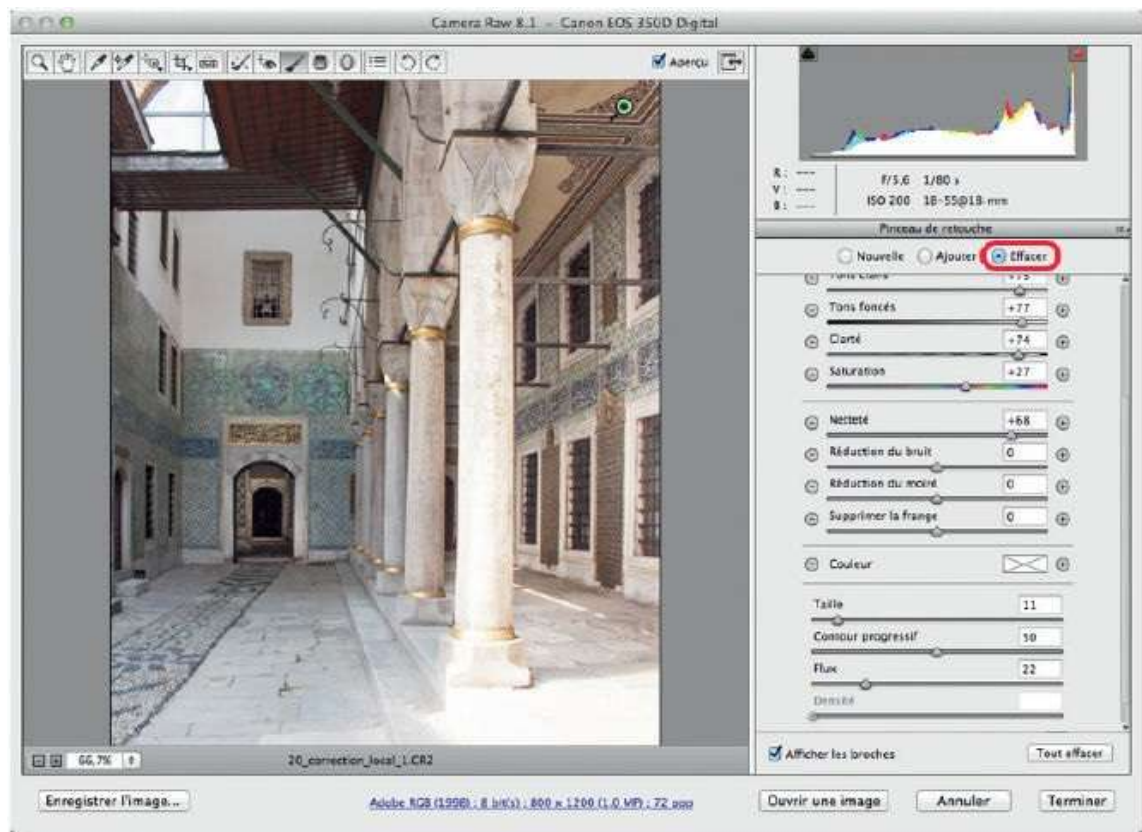 Camera Raw 8.1 – Canon EOS 350D Digital
Aperçu
R : ---
V : ---
B : ---
f/5.6 1/80 s
ISO 200 18-55@18 mm
Pinceau de retouche
Nouvelle Ajouter Effacer
Tons clairs +75
Tons foncés +77
Clarté +74
Saturation +27
Netteté +68
Réduction du bruit 0
Réduction du moiré 0
Supprimer la frange 0
Couleur
Taille 11
Contour progressif 50
Flux 22
Densité
66,7%
20_correction_local_1.CR2
Afficher les broches Tout effacer
Enregistrer l'image...
Adobe RGB (1998) ; 8 bit(s) ; 800 x 1200 (1,0 MP) ; 72 ppp
Ouvrir une image Annuler Terminer